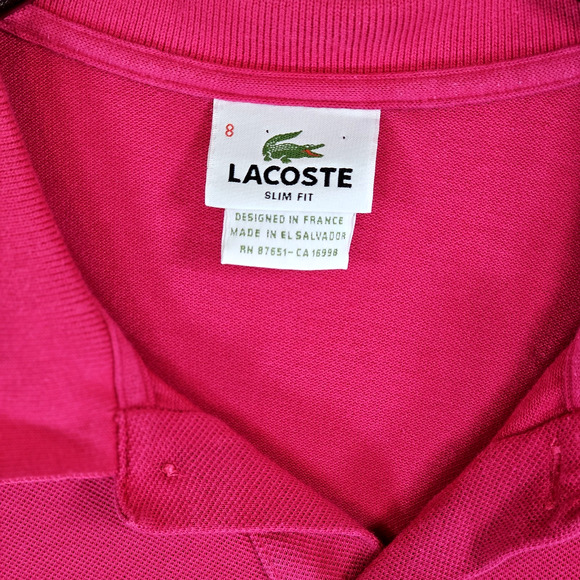 8
LACOSTE
SLIM FIT
DESIGNED IN FRANCE
MADE IN EL SALVADOR
RN 87651-CA 16998